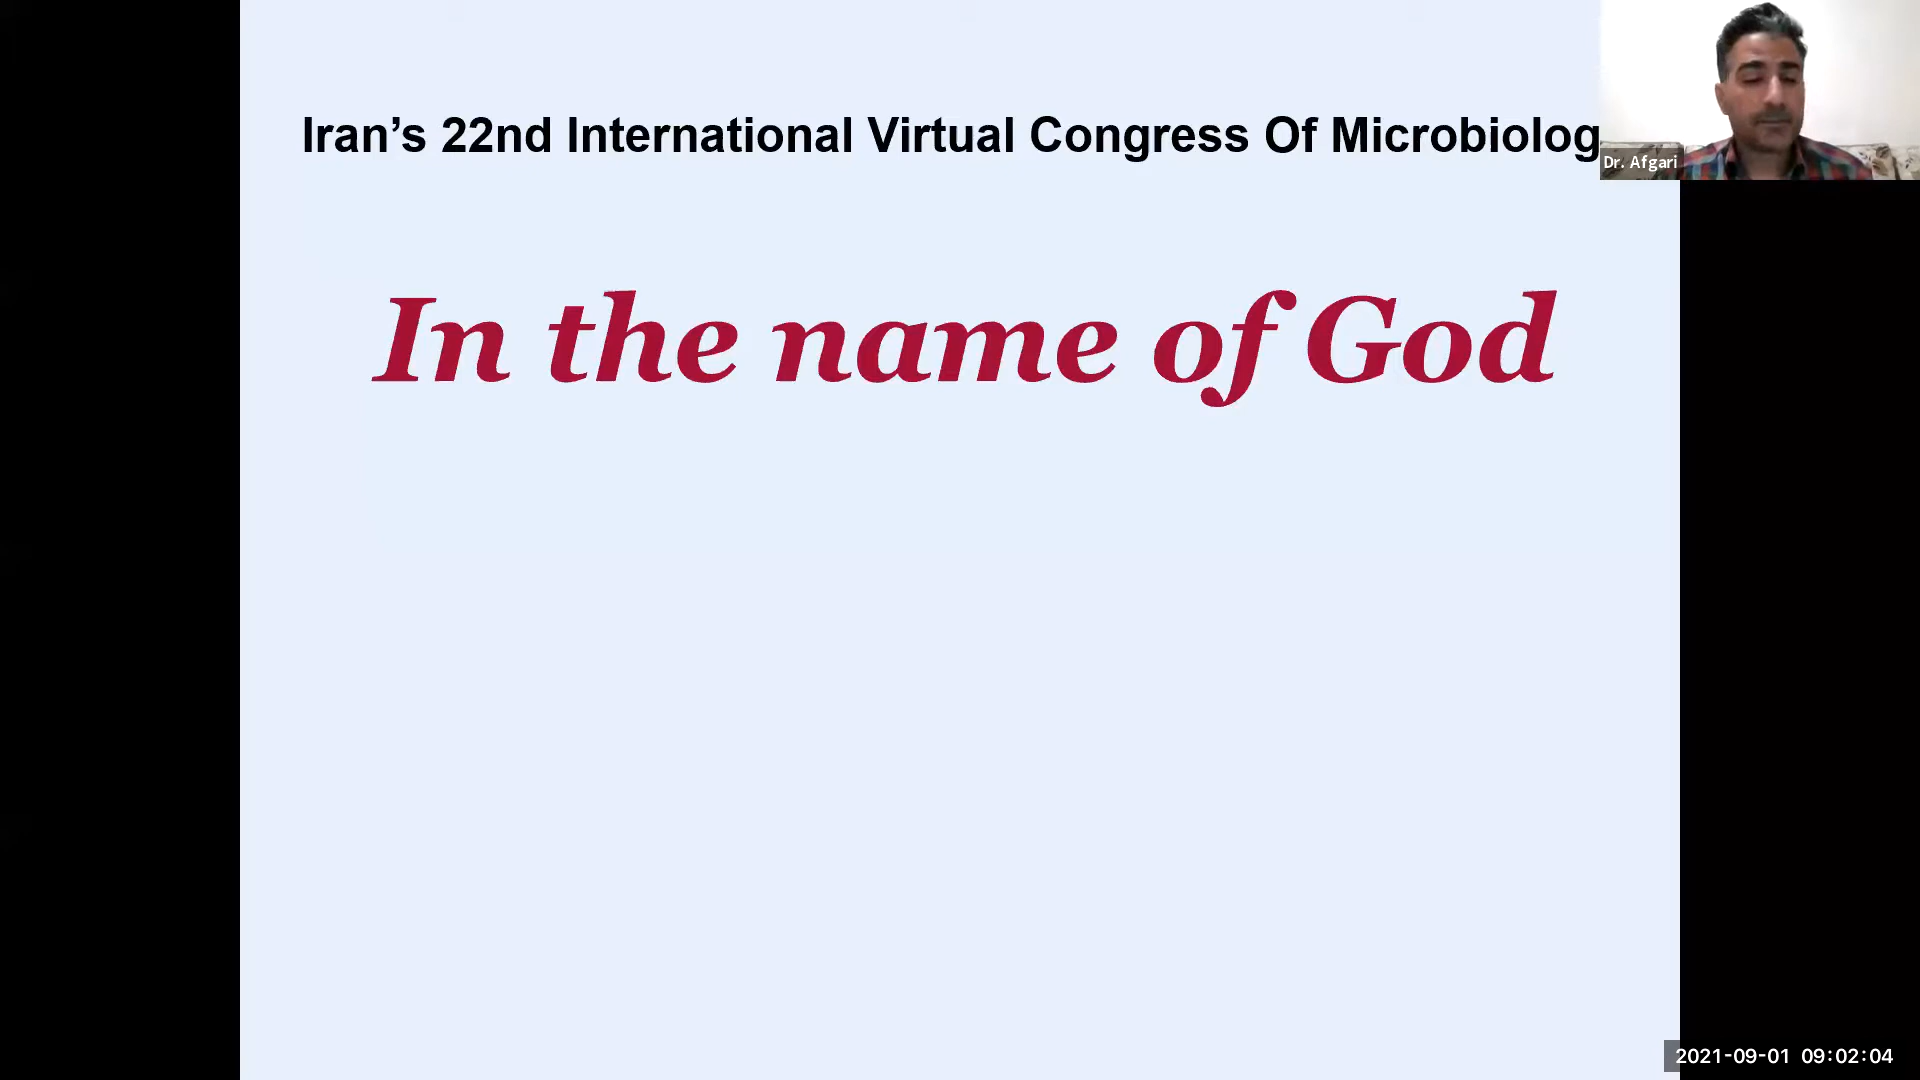 Iran’s 22nd International Virtual Congress Of Microbiolog
Dr. Afgari
In the name of God
2021-09-01 09:02:04